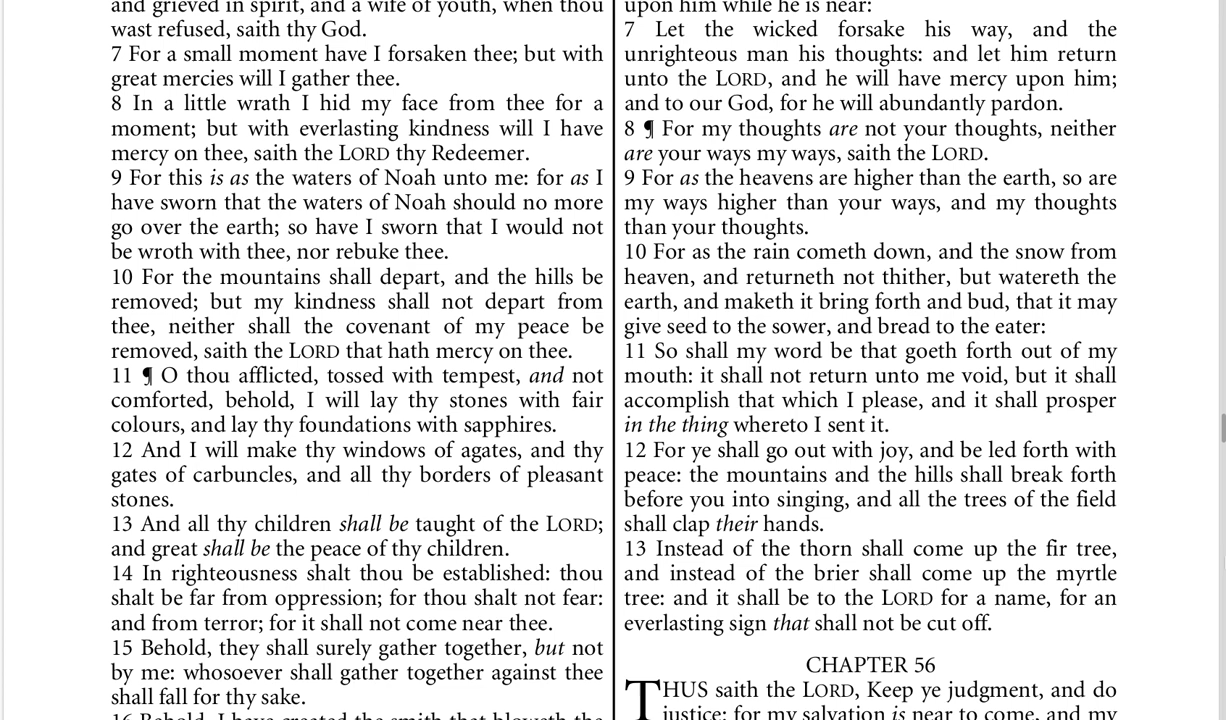 and grieved in spirit, and a wife of youth, when thou
wast refused, saith thy God.
7 For a small moment have I forsaken thee; but with
great mercies will I gather thee.
8 In a little wrath I hid my face from thee for a
moment; but with everlasting kindness will I have
mercy on thee, saith the LORD thy Redeemer.
9 For this is as the waters of Noah unto me: for as I
have sworn that the waters of Noah should no more
go over the earth; so have I sworn that I would not
be wroth with thee, nor rebuke thee.
10 For the mountains shall depart, and the hills be
removed; but my kindness shall not depart from
thee, neither shall the covenant of my peace be
removed, saith the LORD that hath mercy on thee.
11 ¶ O thou afflicted, tossed with tempest, and not
comforted, behold, I will lay thy stones with fair
colours, and lay thy foundations with sapphires.
12 And I will make thy windows of agates, and thy
gates of carbuncles, and all thy borders of pleasant
stones.
13 And all thy children shall be taught of the LORD;
and great shall be the peace of thy children.
14 In righteousness shalt thou be established: thou
shalt be far from oppression; for thou shalt not fear:
and from terror; for it shall not come near thee.
15 Behold, they shall surely gather together, but not
by me: whosoever shall gather together against thee
shall fall for thy sake.
16 Behold, I have created the smith that bloweth the
upon him while he is near:
7 Let the wicked forsake his way, and the
unrighteous man his thoughts: and let him return
unto the LORD, and he will have mercy upon him;
and to our God, for he will abundantly pardon.
8 ¶ For my thoughts are not your thoughts, neither
are your ways my ways, saith the LORD.
9 For as the heavens are higher than the earth, so are
my ways higher than your ways, and my thoughts
than your thoughts.
10 For as the rain cometh down, and the snow from
heaven, and returneth not thither, but watereth the
earth, and maketh it bring forth and bud, that it may
give seed to the sower, and bread to the eater:
11 So shall my word be that goeth forth out of my
mouth: it shall not return unto me void, but it shall
accomplish that which I please, and it shall prosper
in the thing whereto I sent it.
12 For ye shall go out with joy, and be led forth with
peace: the mountains and the hills shall break forth
before you into singing, and all the trees of the field
shall clap their hands.
13 Instead of the thorn shall come up the fir tree,
and instead of the brier shall come up the myrtle
tree: and it shall be to the LORD for a name, for an
everlasting sign that shall not be cut off.
CHAPTER 56
THUS saith the LORD, Keep ye judgment, and do
justice: for my salvation is near to come, and my